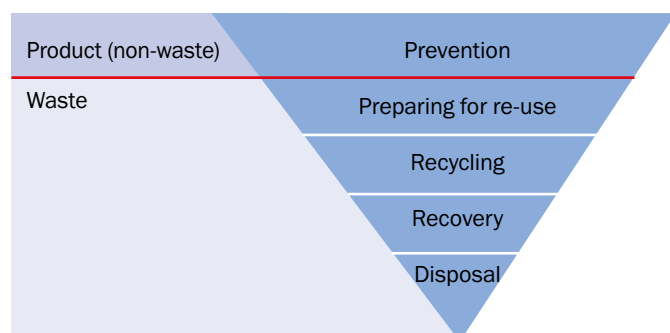 Product (non-waste)
Prevention
Waste
Preparing for re-use
Recycling
Recovery
Disposal